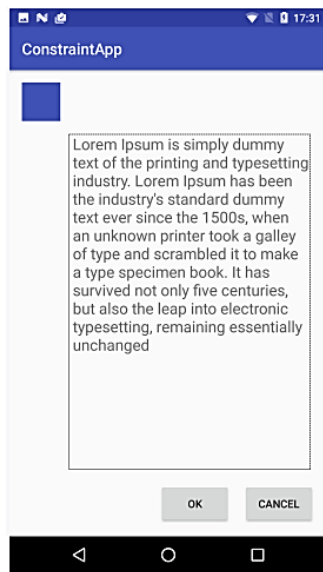 17:31
ConstraintApp
Lorem Ipsum is simply dummy
text of the printing and typesetting
industry. Lorem Ipsum has been
the industry's standard dummy
text ever since the 1500s, when
an unknown printer took a galley
of type and scrambled it to make
a type specimen book. It has
survived not only five centuries,
but also the leap into electronic
typesetting, remaining essentially
unchanged
OK
CANCEL